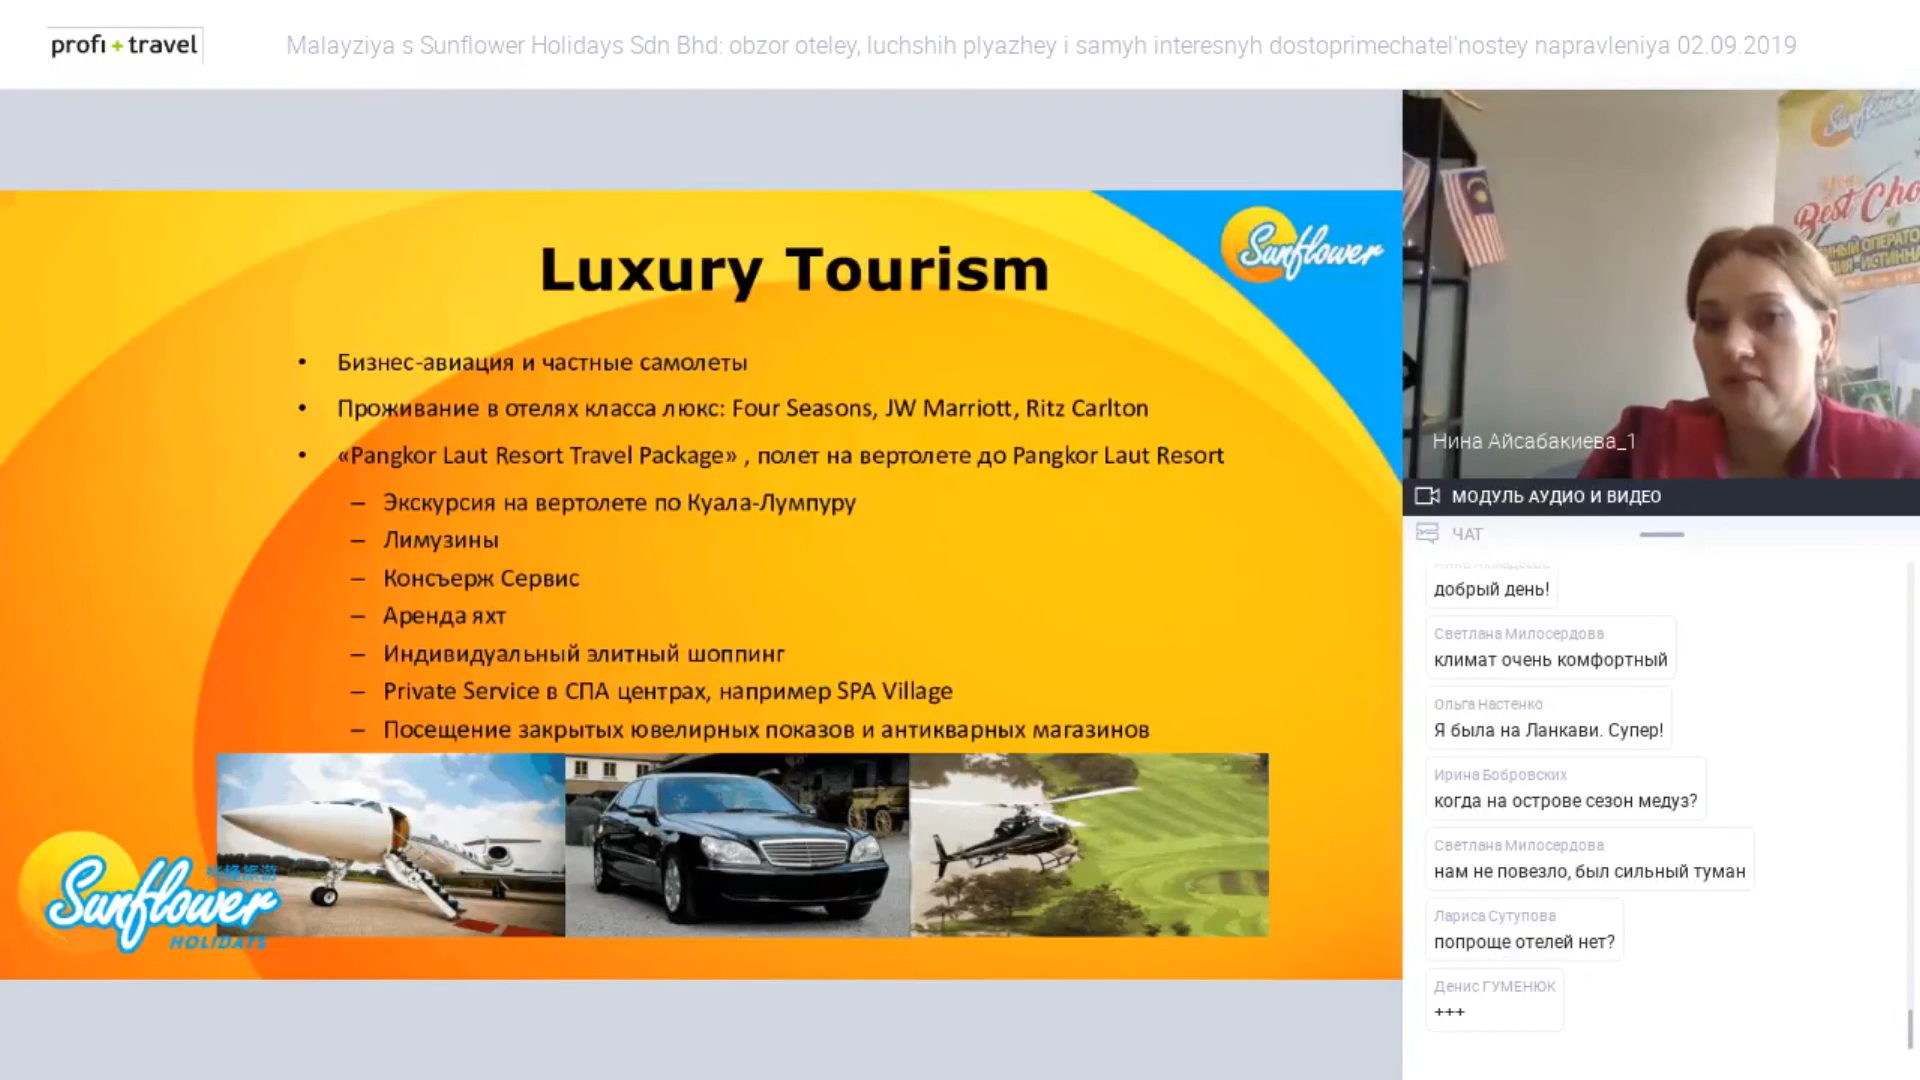 profi + travel
Malayziya s Sunflower Holidays Sdn Bhd: obzor oteley, luchshih plyazhey i samyh interesnyh dostoprimechatel'nostey napravleniya 02.09.2019
Sunflower
Luxury Tourism
• Бизнес-авиация и частные самолеты
• Проживание в отелях класса люкс: Four Seasons, JW Marriott, Ritz Carlton
• «Pangkor Laut Resort Travel Package» , полет на вертолете до Pangkor Laut Resort
– Экскурсия на вертолете по Куала-Лумпуру
– Лимузины
– Консъерж Сервис
– Аренда яхт
– Индивидуальный элитный шоппинг
– Private Service в СПА центрах, например SPA Village
– Посещение закрытых ювелирных показов и антикварных магазинов
Sunflower
HOLIDAYS
Sunflower
Best Cho
Нина Айсабакиева_1
МОДУЛЬ АУДИО И ВИДЕО
ЧАТ
добрый день!
Светлана Милосердова
климат очень комфортный
Ольга Настенко
Я была на Ланкави. Супер!
Ирина Бобровских
когда на острове сезон медуз?
Светлана Милосердова
нам не повезло, был сильный туман
Лариса Сутупова
попроще отелей нет?
Денис ГУМЕНЮК
+++